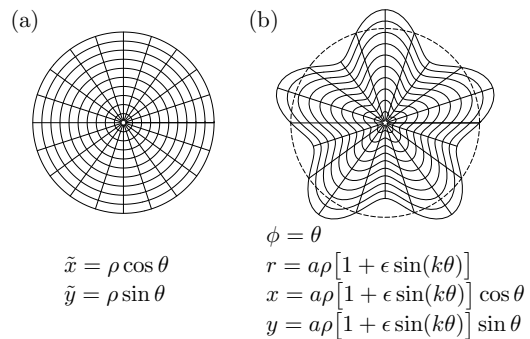 (a)
(b)
x̃ = ρ cos θ
ỹ = ρ sin θ
ϕ = θ
r = aρ[1 + ϵ sin(kθ)]
x = aρ[1 + ϵ sin(kθ)] cos θ
y = aρ[1 + ϵ sin(kθ)] sin θ